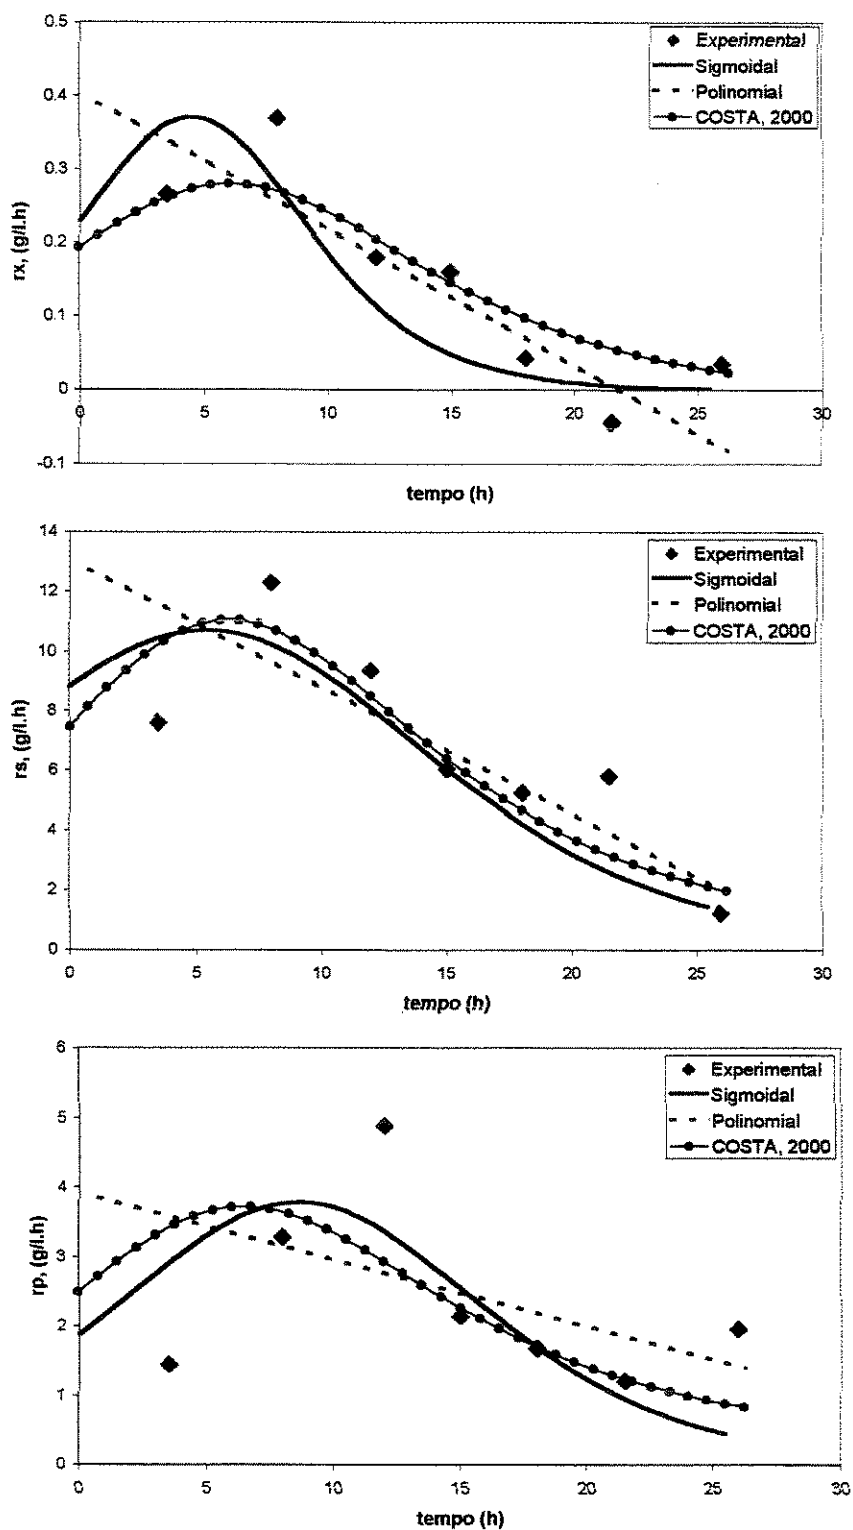 0.5
0.4
0.3
0.2
0.1
0
-0.1
rx, (g/l.h)
0 5 10 15 20 25 30
tempo (h)
Experimental
Sigmoidal
Polinomial
COSTA, 2000
14
12
10
8
6
4
2
0
rs, (g/l.h)
0 5 10 15 20 25 30
tempo (h)
Experimental
Sigmoidal
Polinomial
COSTA, 2000
6
5
4
3
2
1
0
rp, (g/l.h)
0 5 10 15 20 25 30
tempo (h)
Experimental
Sigmoidal
Polinomial
COSTA, 2000